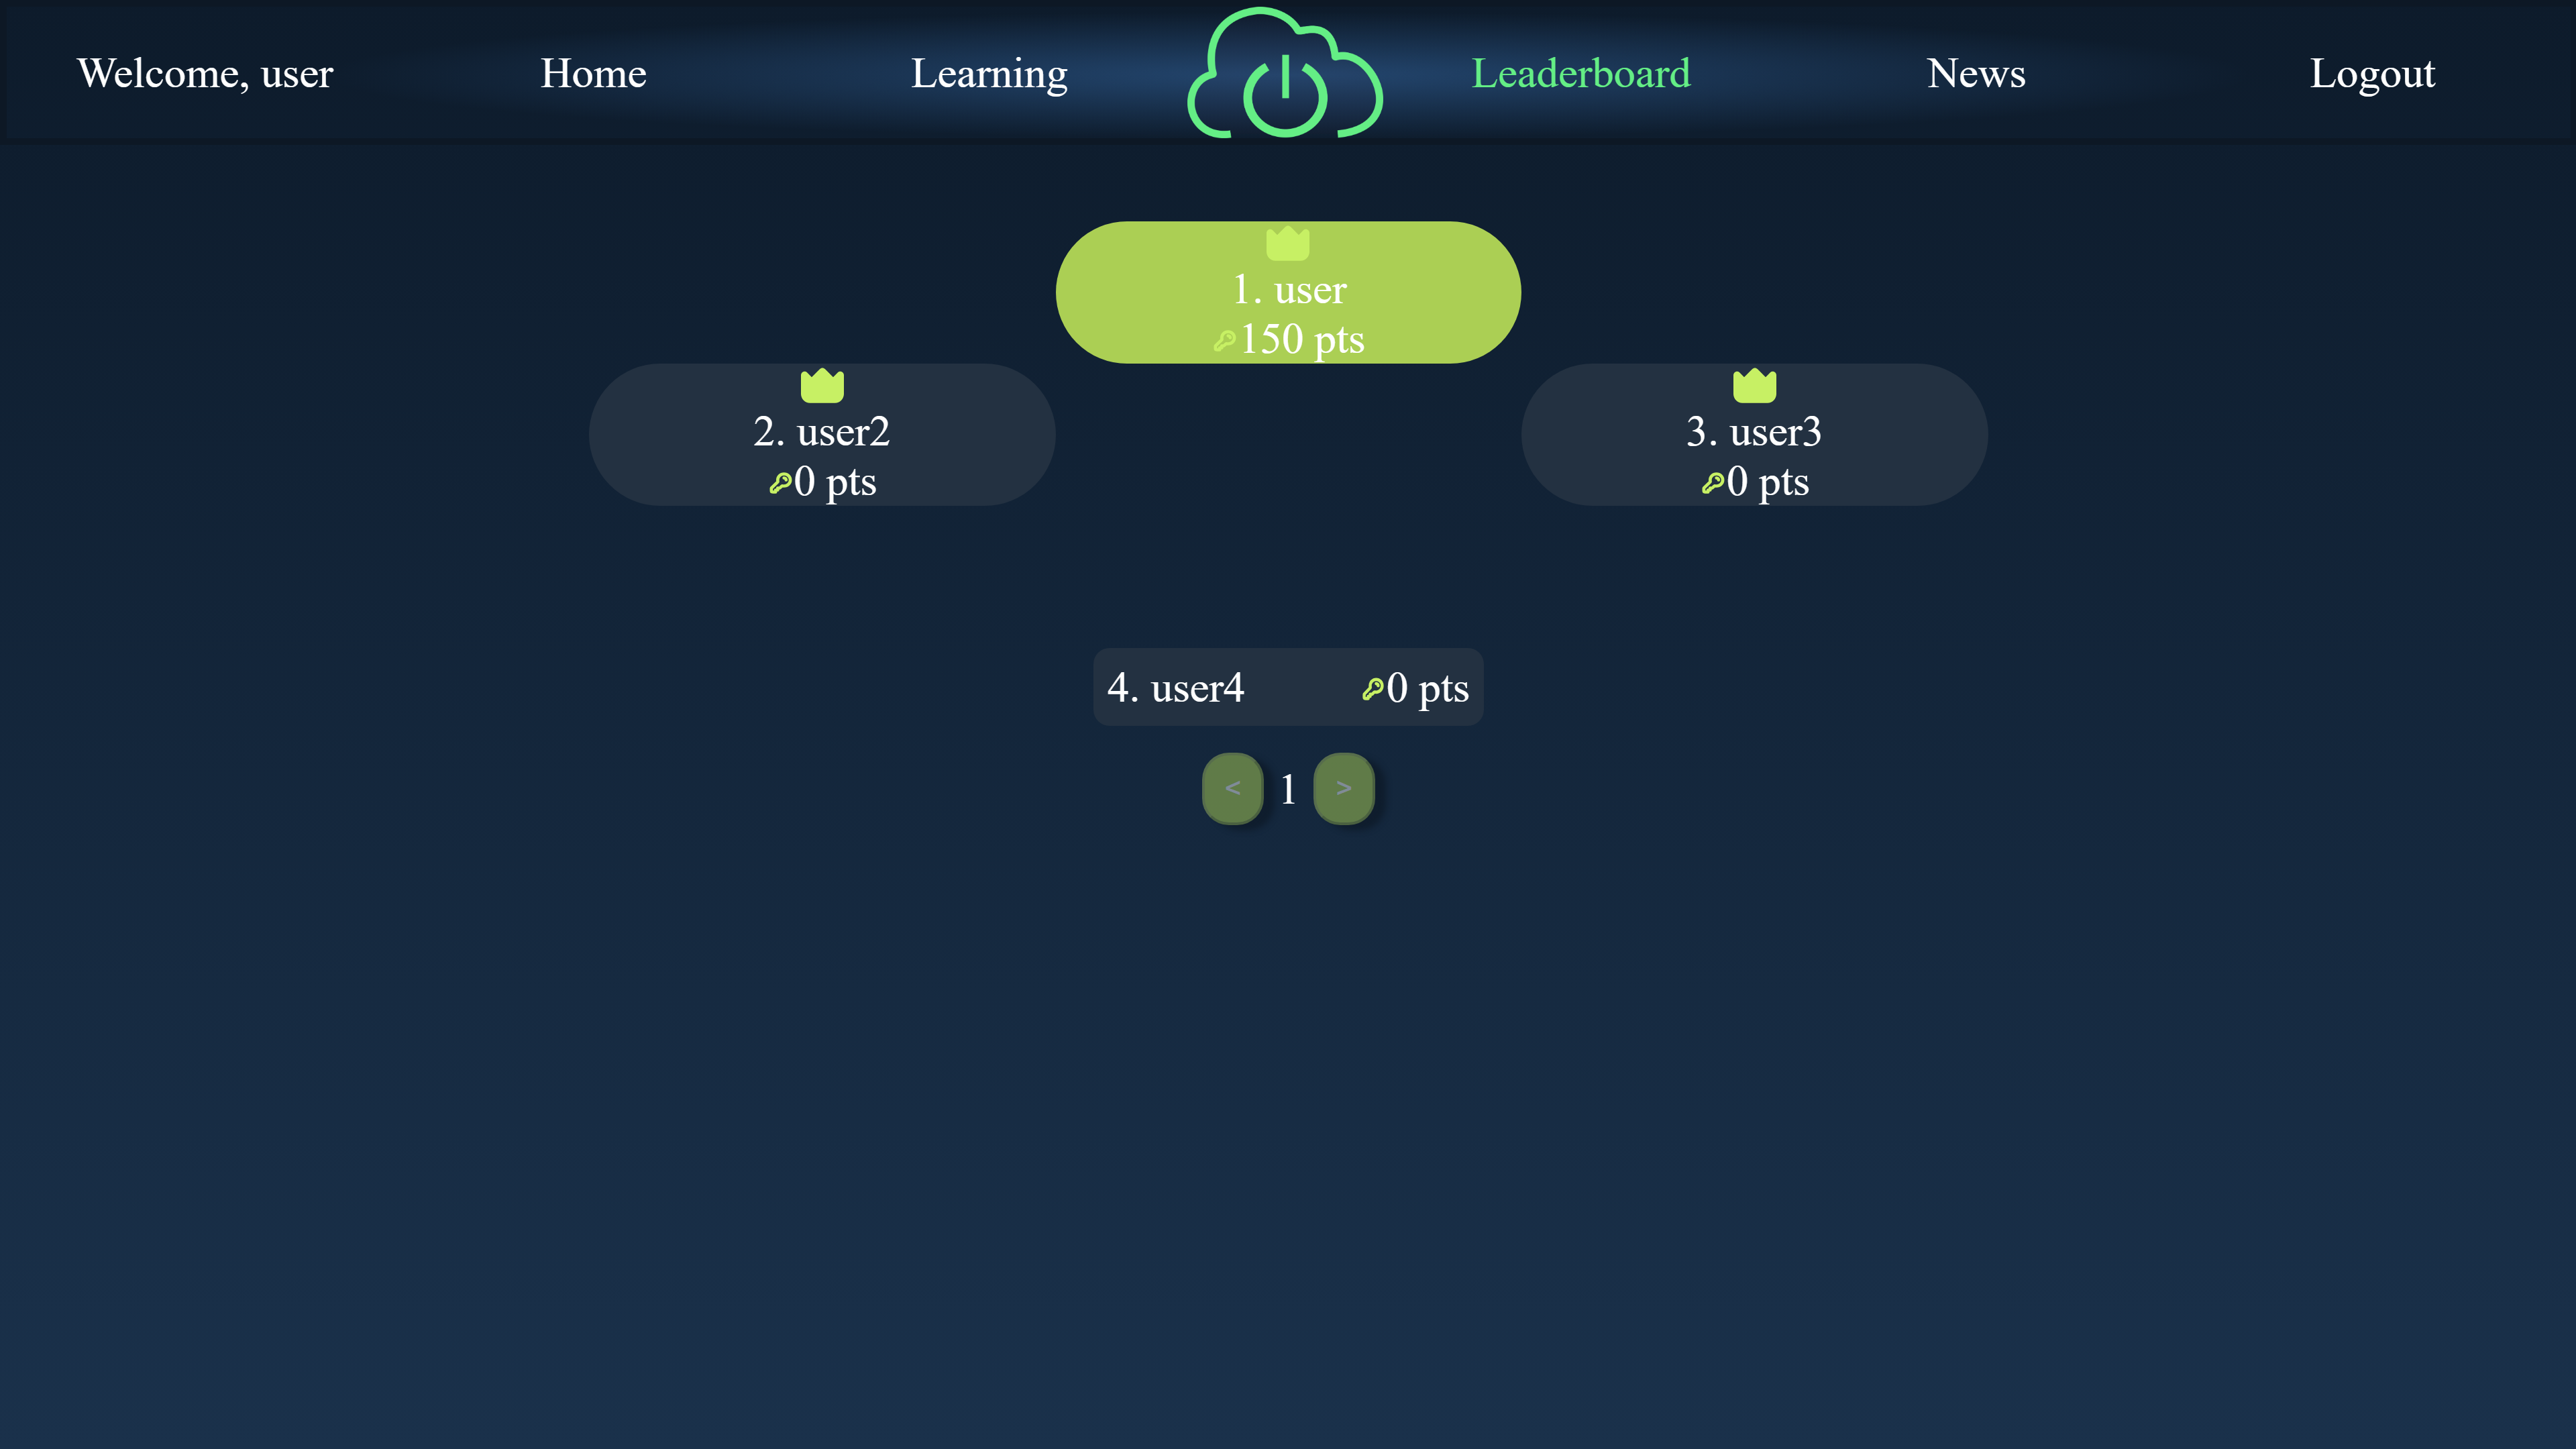 Welcome, user
Home
Learning
Leaderboard
News
Logout
1. user
150 pts
2. user2
0 pts
3. user3
0 pts
4. user4
0 pts
< 1 >